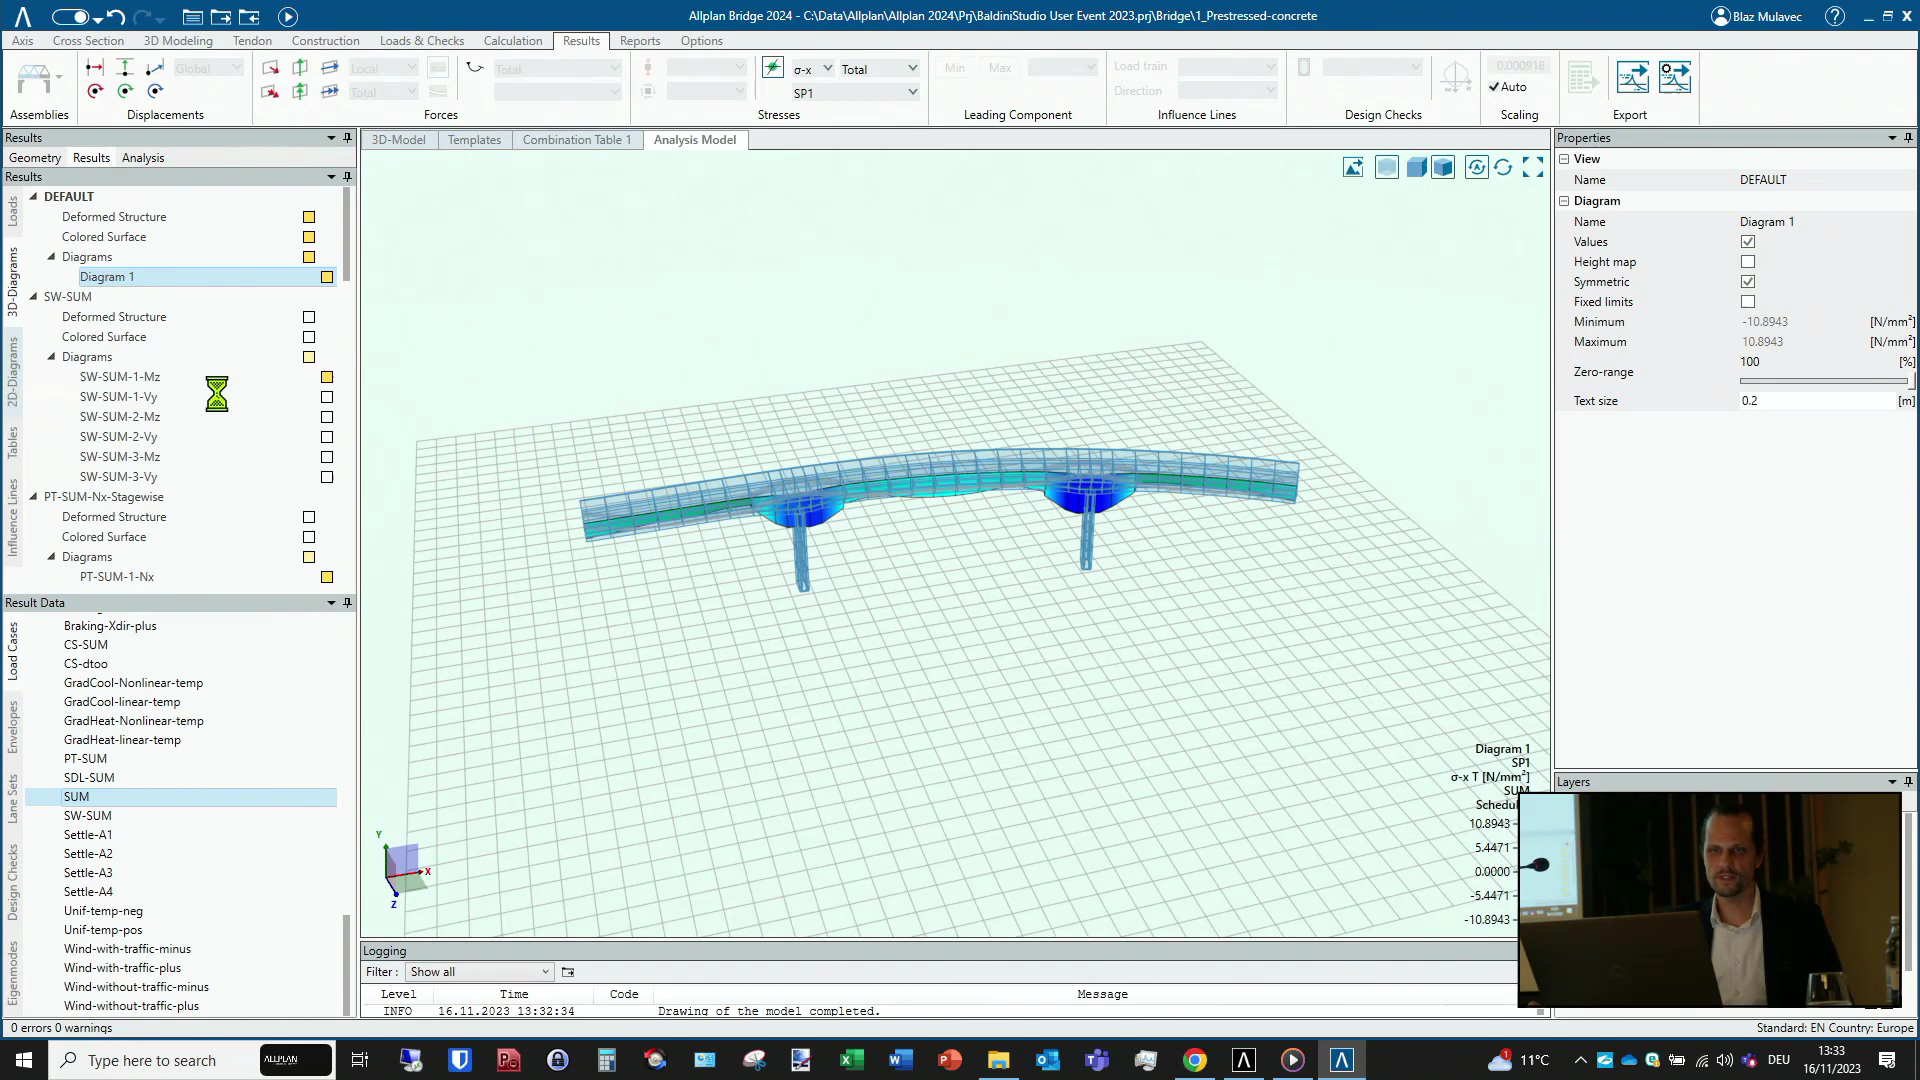 Allplan Bridge 2024 - C:\Data\Allplan\Allplan 2024\Prj\BaldiniStudio User Event 2023.prj\Bridge\1_Prestressed-concrete
Blaz Mulavec
Axis Cross Section 3D Modeling Tendon Construction Loads & Checks Calculation Results Reports Options
Global Local Total σ-x Total Min Max Load train 0.000918
Total SP1 Direction Auto
Assemblies Displacements Forces Stresses Leading Component Influence Lines Design Checks Scaling Export
Results
Geometry Results Analysis
Results
Loads
3D-Diagrams
2D-Diagrams
Tables
Influence Lines
DEFAULT
Deformed Structure
Colored Surface
Diagrams
Diagram 1
SW-SUM
Deformed Structure
Colored Surface
Diagrams
SW-SUM-1-Mz
SW-SUM-1-Vy
SW-SUM-2-Mz
SW-SUM-2-Vy
SW-SUM-3-Mz
SW-SUM-3-Vy
PT-SUM-Nx-Stagewise
Deformed Structure
Colored Surface
Diagrams
PT-SUM-1-Nx
Result Data
Load Cases
Envelopes
Lane Sets
Design Checks
Eigenmodes
Braking-Xdir-plus
CS-SUM
CS-dtoo
GradCool-Nonlinear-temp
GradCool-linear-temp
GradHeat-Nonlinear-temp
GradHeat-linear-temp
PT-SUM
SDL-SUM
SUM
SW-SUM
Settle-A1
Settle-A2
Settle-A3
Settle-A4
Unif-temp-neg
Unif-temp-pos
Wind-with-traffic-minus
Wind-with-traffic-plus
Wind-without-traffic-minus
Wind-without-traffic-plus
3D-Model Templates Combination Table 1 Analysis Model
Y
X
Z
Diagram 1
SP1
σ-x T [N/mm²]
SUM
Schedul
10.8943
5.4471
0.0000
-5.4471
-10.8943
Logging
Filter : Show all
Level Time Code Message
INFO 16.11.2023 13:32:34 Drawing of the model completed.
Properties
View
Name DEFAULT
Diagram
Name Diagram 1
Values
Height map
Symmetric
Fixed limits
Minimum -10.8943 [N/mm²]
Maximum 10.8943 [N/mm²]
Zero-range 100 [%]
Text size 0.2 [m]
Layers
0 errors 0 warnings
Standard: EN Country: Europe
Type here to search
ALLPLAN
11°C
DEU
13:33
16/11/2023